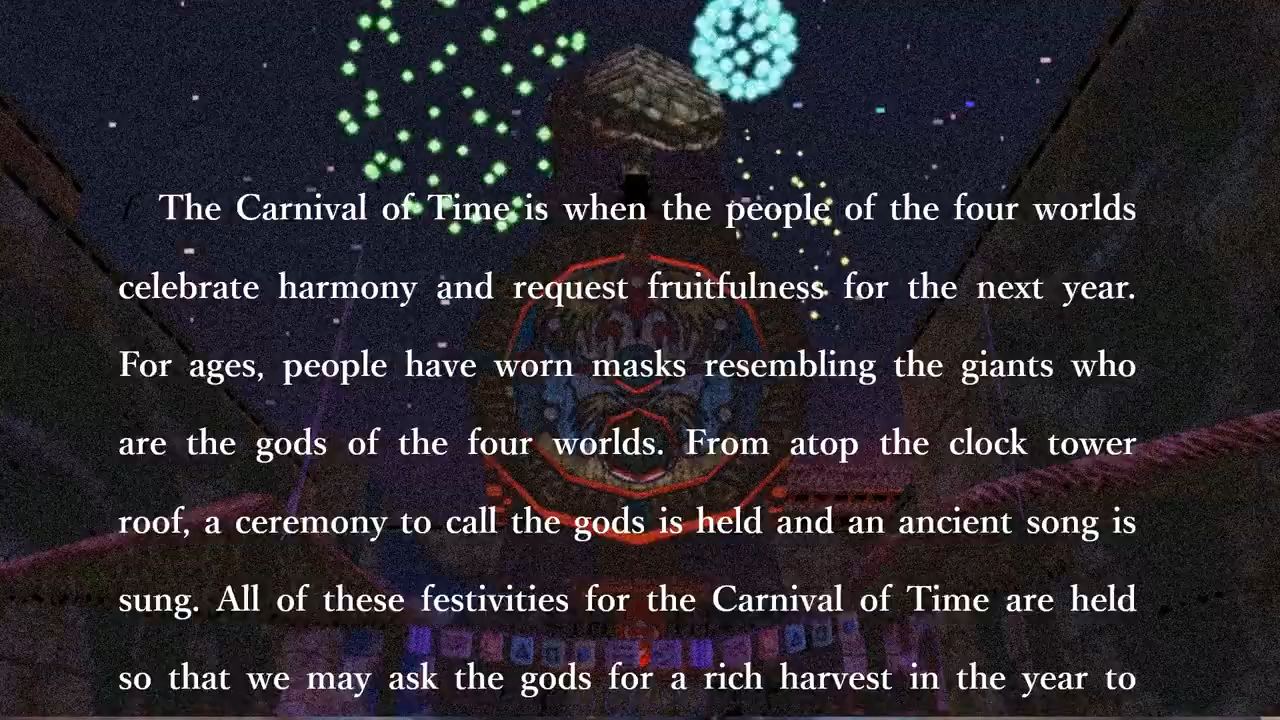 The Carnival of Time is when the people of the four worlds
celebrate harmony and request fruitfulness for the next year.
For ages, people have worn masks resembling the giants who
are the gods of the four worlds. From atop the clock tower
roof, a ceremony to call the gods is held and an ancient song is
sung. All of these festivities for the Carnival of Time are held
so that we may ask the gods for a rich harvest in the year to